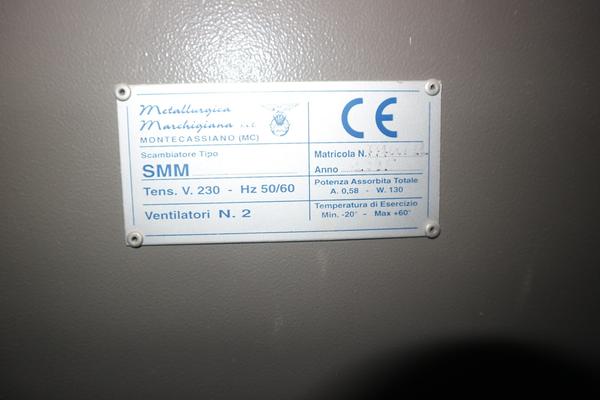 Metallurgica
Marchigiana s.r.l.
MONTECASSIANO (MC)
CE
Scambiatore Tipo
SMM
Matricola N.
Anno
Tens. V. 230 - Hz 50/60
Potenza Assorbita Totale
A. 0,58 - W. 130
Ventilatori N. 2
Temperatura di Esercizio
Min. -20° - Max +60°